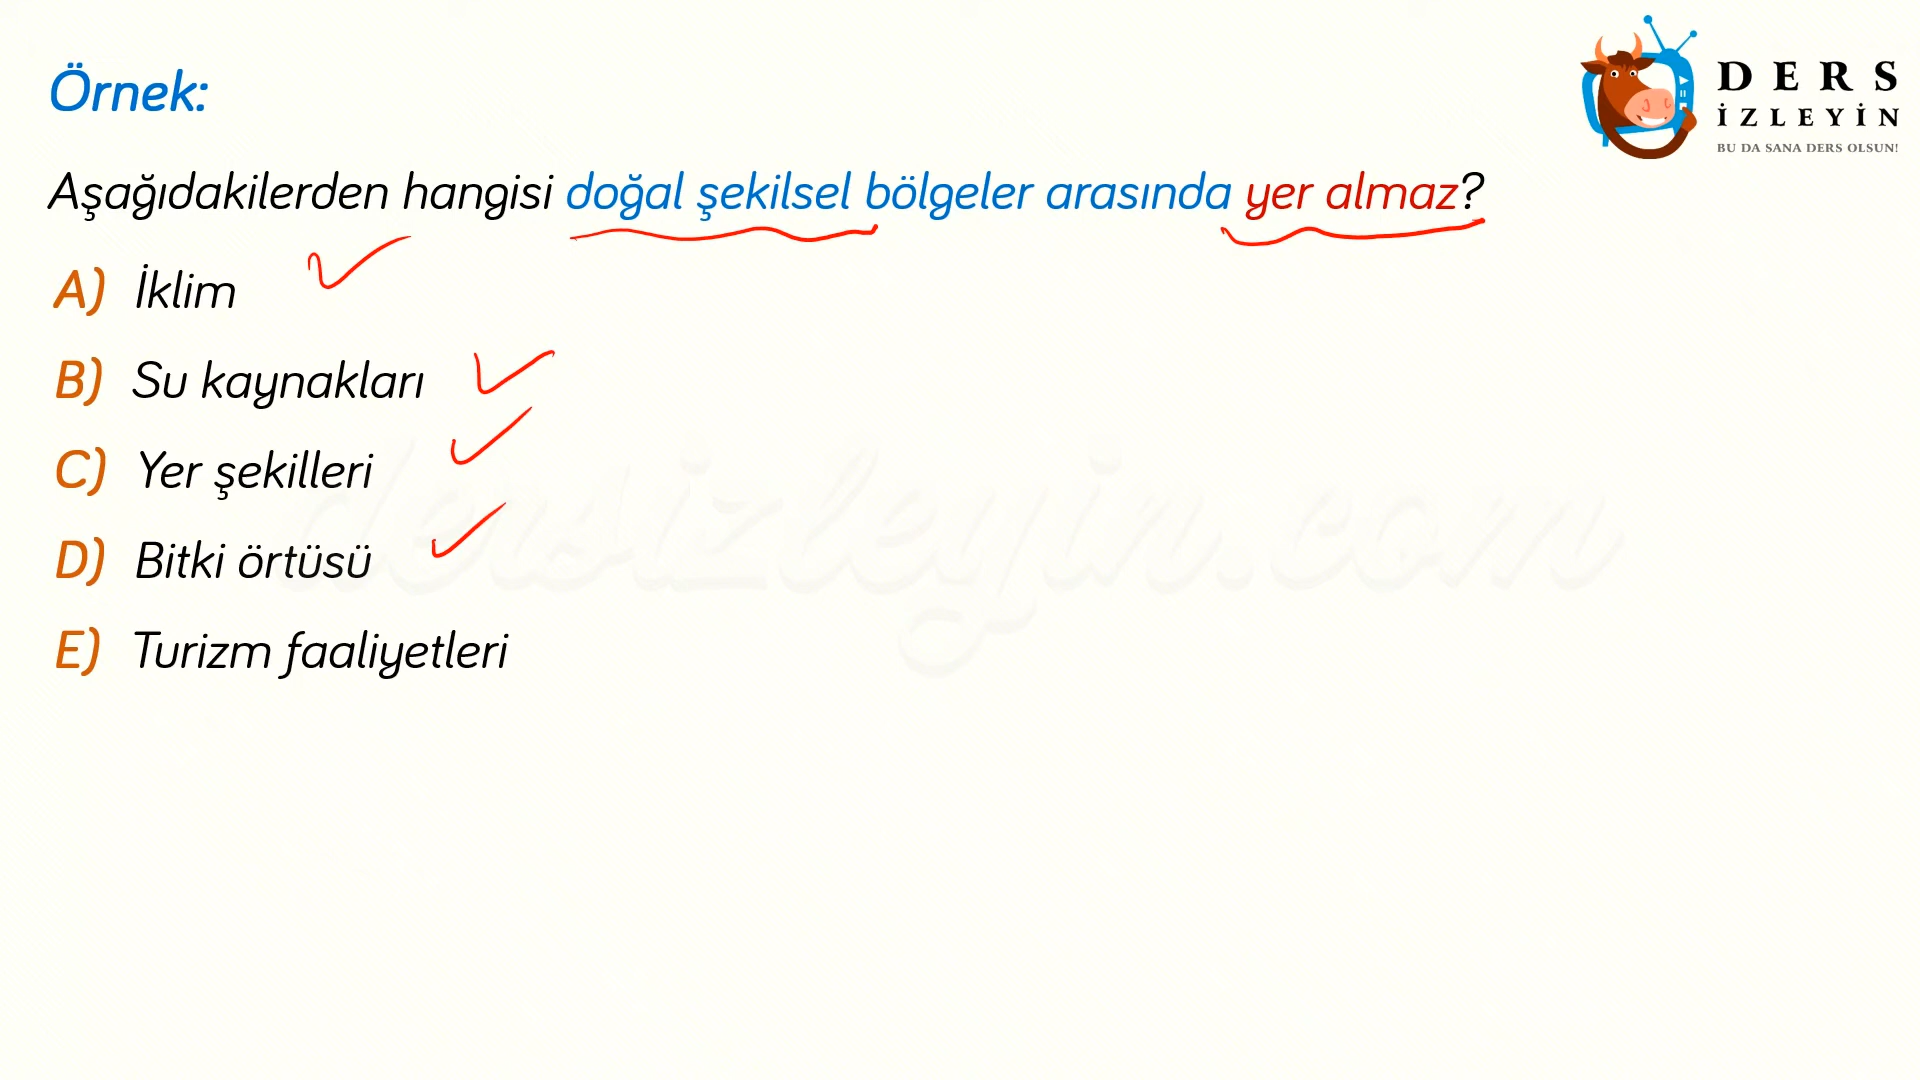 Örnek:
DERS
İZLEYİN
BU DA SANA DERS OLSUN!
Aşağıdakilerden hangisi doğal şekilsel bölgeler arasında yer almaz?
A) İklim
B) Su kaynakları
C) Yer şekilleri
D) Bitki örtüsü
E) Turizm faaliyetleri
dersizleyin.com